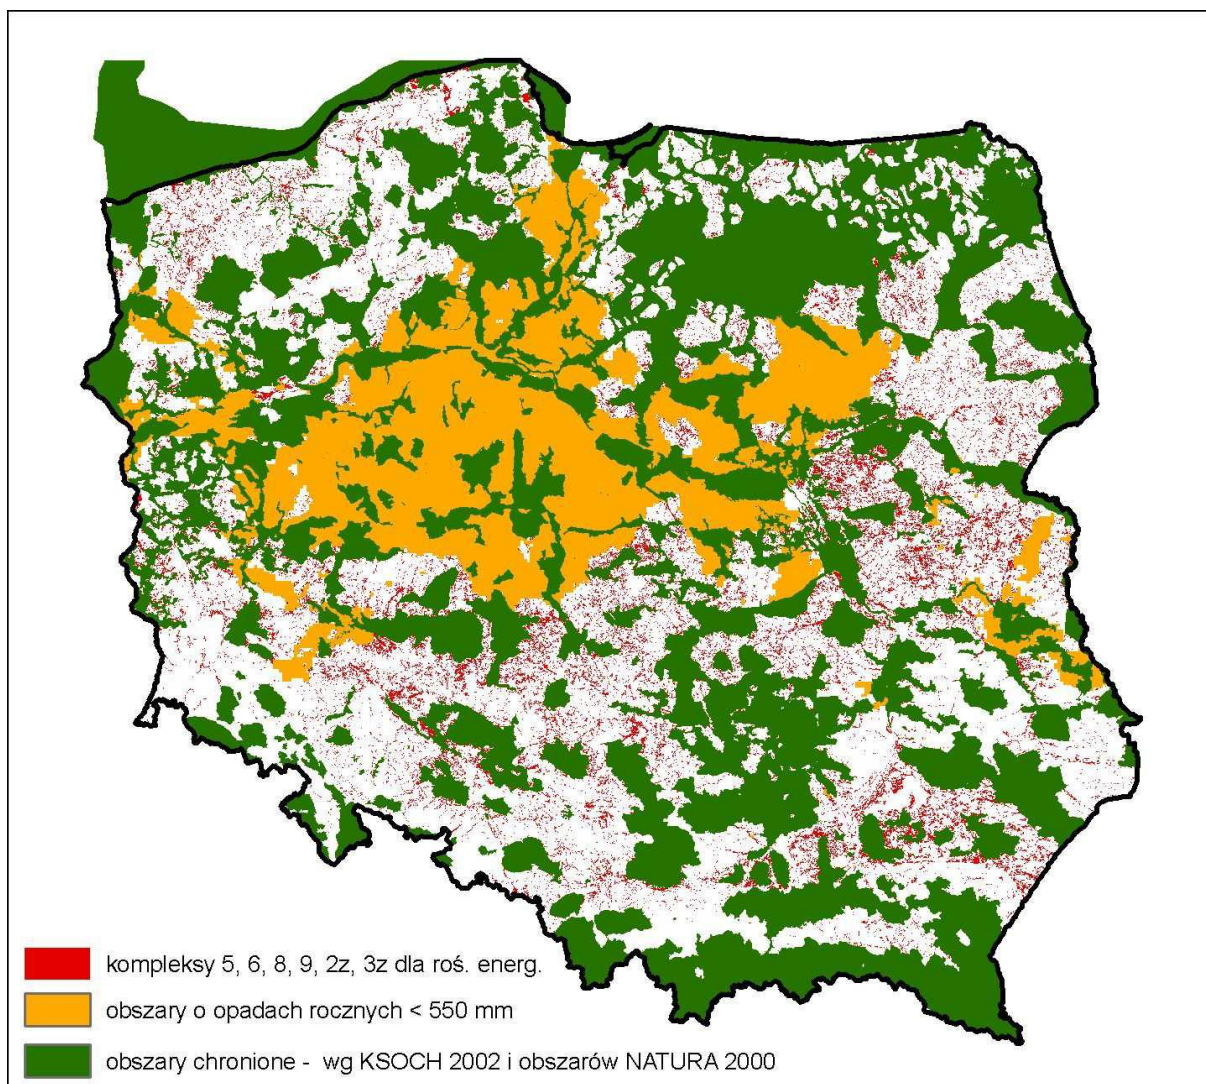 kompleksy 5, 6, 8, 9, 2z, 3z dla roś. energ.
obszary o opadach rocznych < 550 mm
obszary chronione - wg KSOCH 2002 i obszarów NATURA 2000